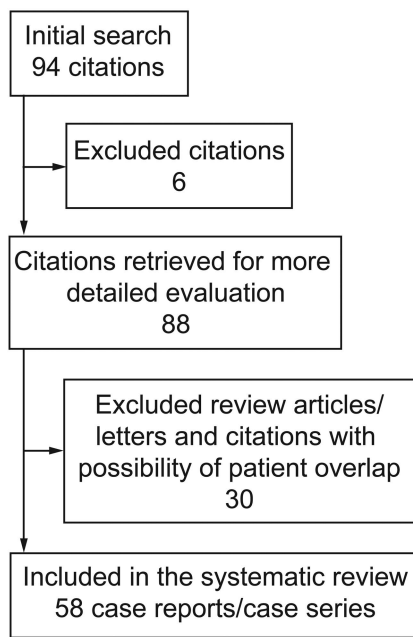 Initial search
94 citations
Excluded citations
6
Citations retrieved for more
detailed evaluation
88
Excluded review articles/
letters and citations with
possibility of patient overlap
30
Included in the systematic review
58 case reports/case series